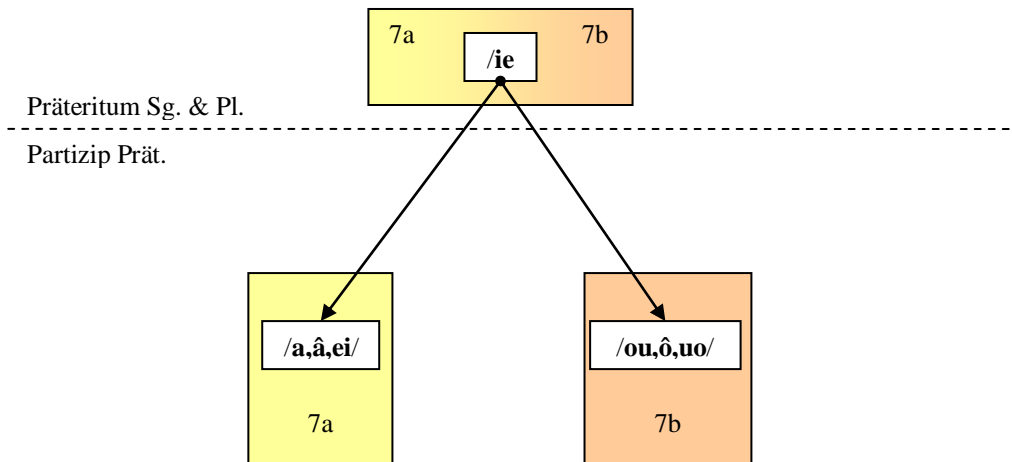 7a 7b
/ie
Präteritum Sg. & Pl.
Partizip Prät.
/a,â,ei/ /ou,ô,uo/
7a 7b